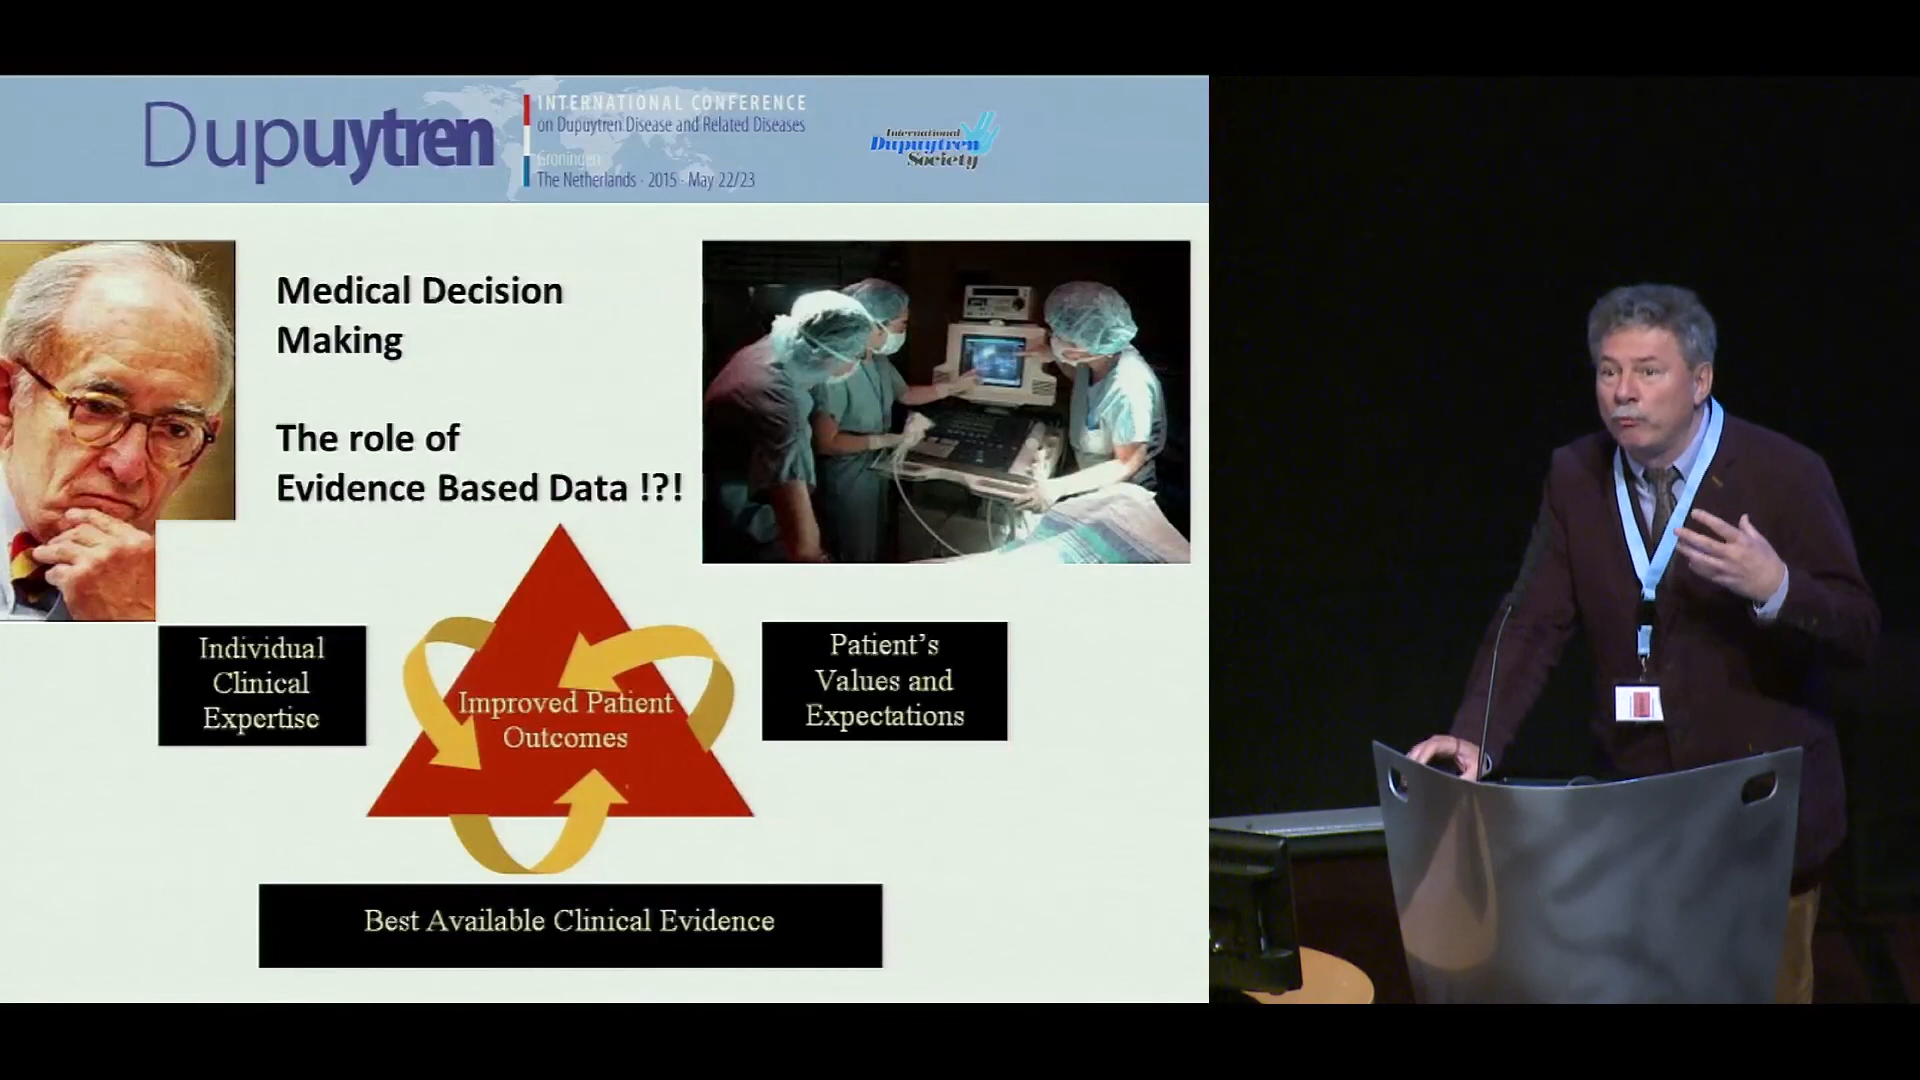 Dupuytren
INTERNATIONAL CONFERENCE
on Dupuytren Disease and Related Diseases
Groningen
The Netherlands · 2015 · May 22/23
International
Dupuytren
Society
Medical Decision
Making
The role of
Evidence Based Data !?!
Individual
Clinical
Expertise
Improved Patient
Outcomes
Patient’s
Values and
Expectations
Best Available Clinical Evidence